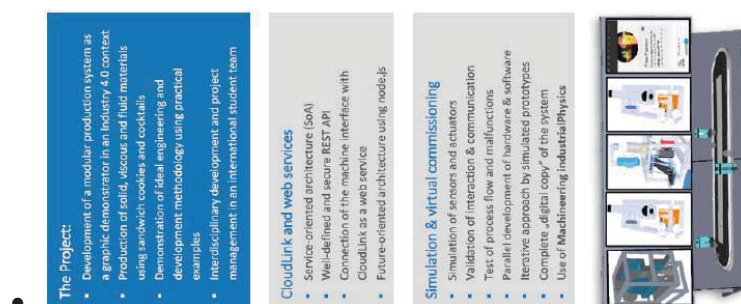 The Project:
▪ Development of a modular production system as
a graphic demonstrator in an Industry 4.0 context
▪ Production of solid, viscous and fluid materials
using sandwich cookies and cocktails
▪ Demonstration of ideal engineering and
development methodology using practical
examples
▪ Interdisciplinary development and project
management in an international student team
CloudLink and web services
▪ Service-oriented architecture (SoA)
▪ Well-defined and secure REST API
▪ Connection of the machine interface with
CloudLink as a web service
▪ Future-oriented architecture using node.js
Simulation & virtual commissioning
▪ Simulation of sensors and actuators
▪ Validation of interaction & communication
▪ Test of process flow and malfunctions
▪ Parallel development of hardware & software
▪ Iterative approach by simulated prototypes
▪ Complete „digital copy" of the system
▪ Use of Machineering IndustrialPhysics